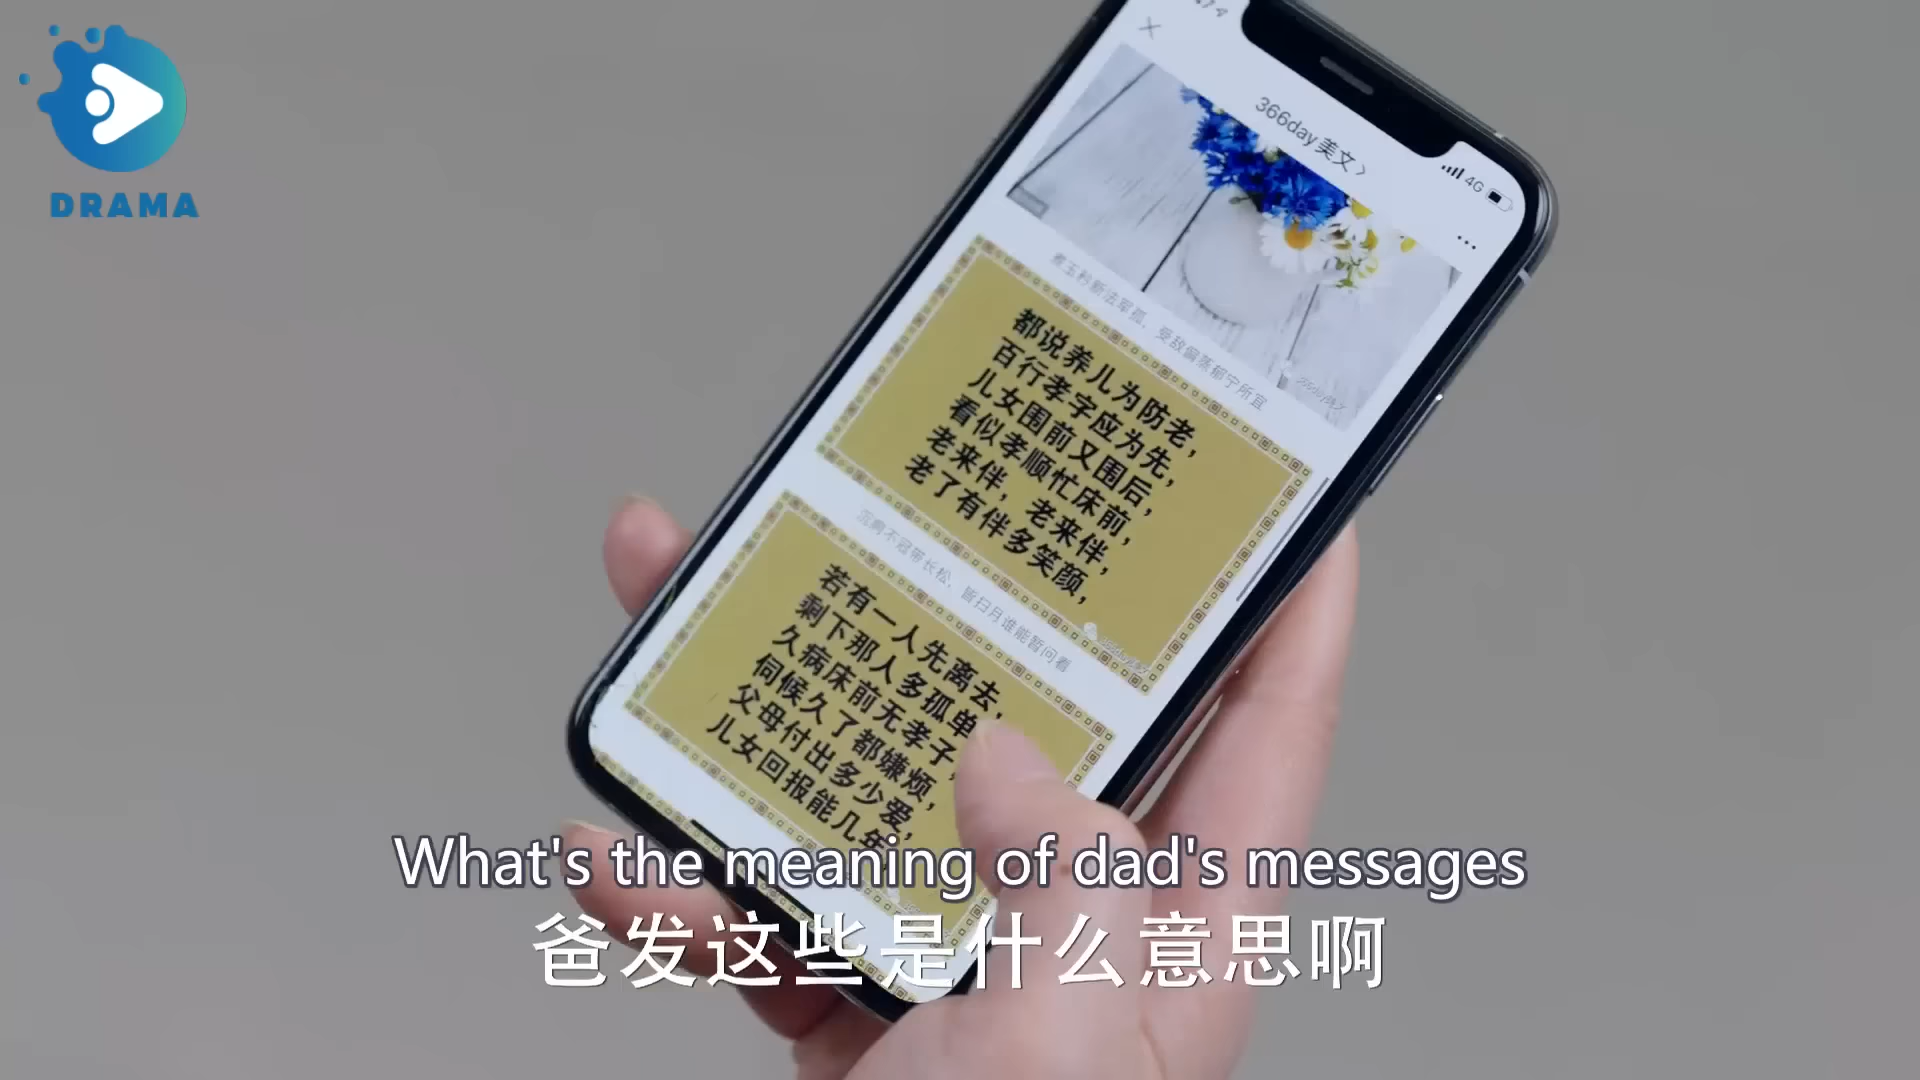 DRAMA
366day美文
4G
都说养儿为防老，
百行孝字应为先，
儿女围前又围后，
看似孝顺忙床前，
老来伴，老来伴，
老了有伴多笑颜，
若有一人先离去，
剩下那人多孤单
久病床前无孝子，
伺候久了都嫌烦，
父母付出多少爱，
儿女回报能几年
What's the meaning of dad's messages
爸发这些是什么意思啊